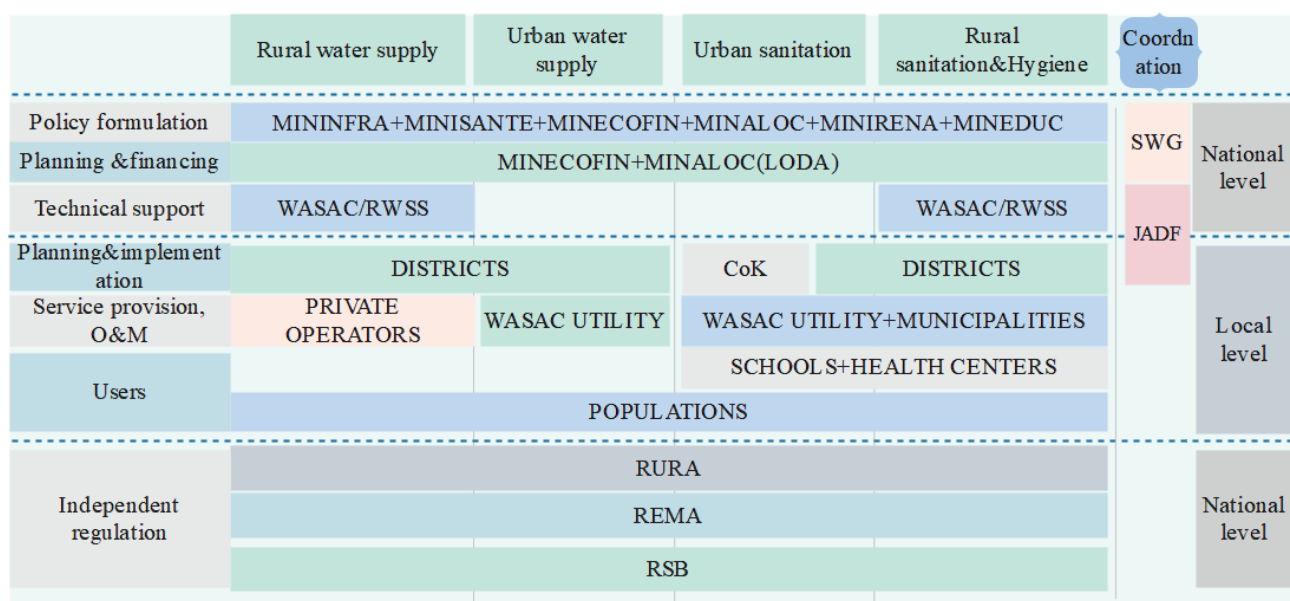 Rural water supply
Urban water
supply
Urban sanitation
Rural
sanitation&Hygiene
Coordn
ation
Policy formulation
MININFRA+MINISANTE+MINECOFIN+MINALOC+MINIRENA+MINEDUC
SWG
National
level
Planning &financing
MINECOFIN+MINALOC(LODA)
Technical support
WASAC/RWSS
WASAC/RWSS
JADF
Planning&implement
ation
DISTRICTS
CoK
DISTRICTS
Service provision,
O&M
PRIVATE
OPERATORS
WASAC UTILITY
WASAC UTILITY+MUNICIPALITIES
Local
level
Users
SCHOOLS+HEALTH CENTERS
POPULATIONS
Independent
regulation
RURA
REMA
RSB
National
level